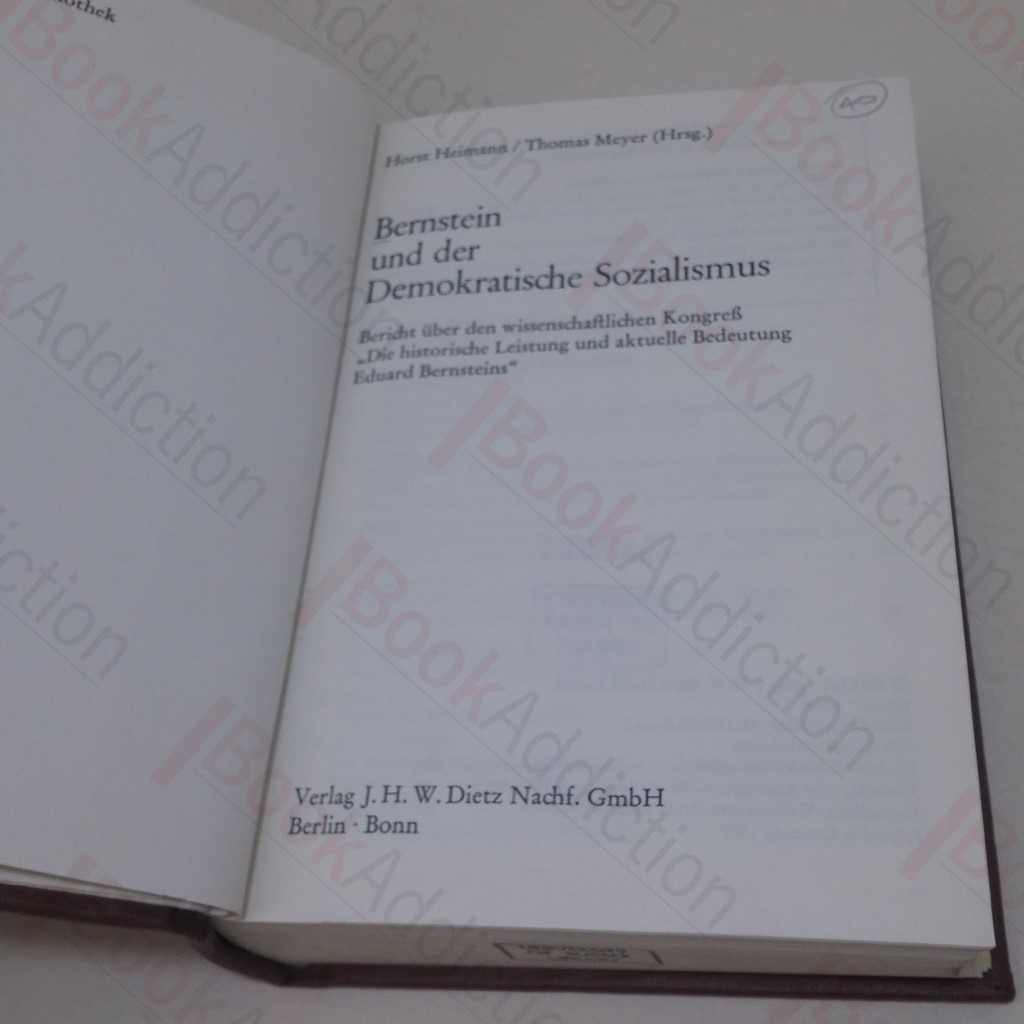 Horst Heimann / Thomas Meyer (Hrsg.)
Bernstein
und der
Demokratische Sozialismus
Bericht über den wissenschaftlichen Kongreß
„Die historische Leistung und aktuelle Bedeutung
Eduard Bernsteins“
Verlag J. H. W. Dietz Nachf. GmbH
Berlin · Bonn
BookAddiction